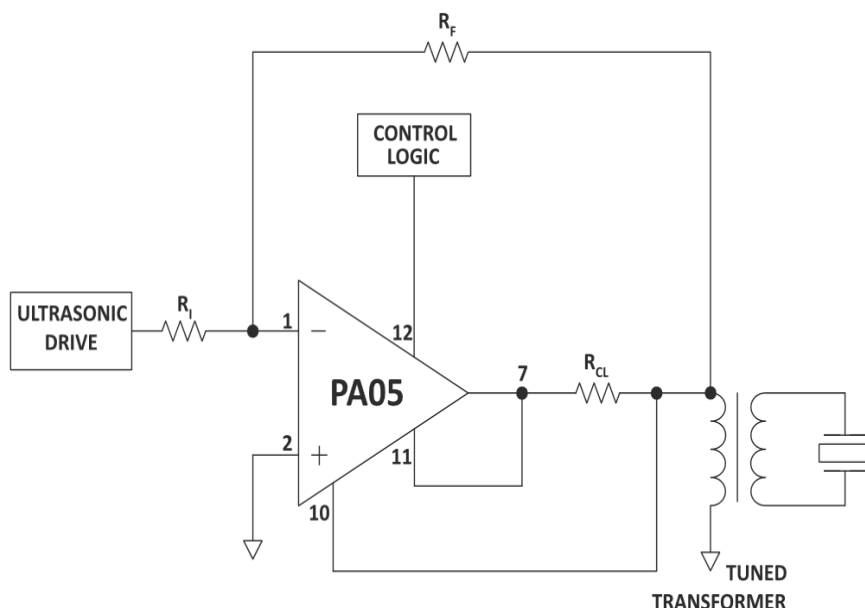 R_F
CONTROL
LOGIC
ULTRASONIC
DRIVE
R_I
1
−
12
PA05
7
R_CL
2
+
11
10
TUNED
TRANSFORMER